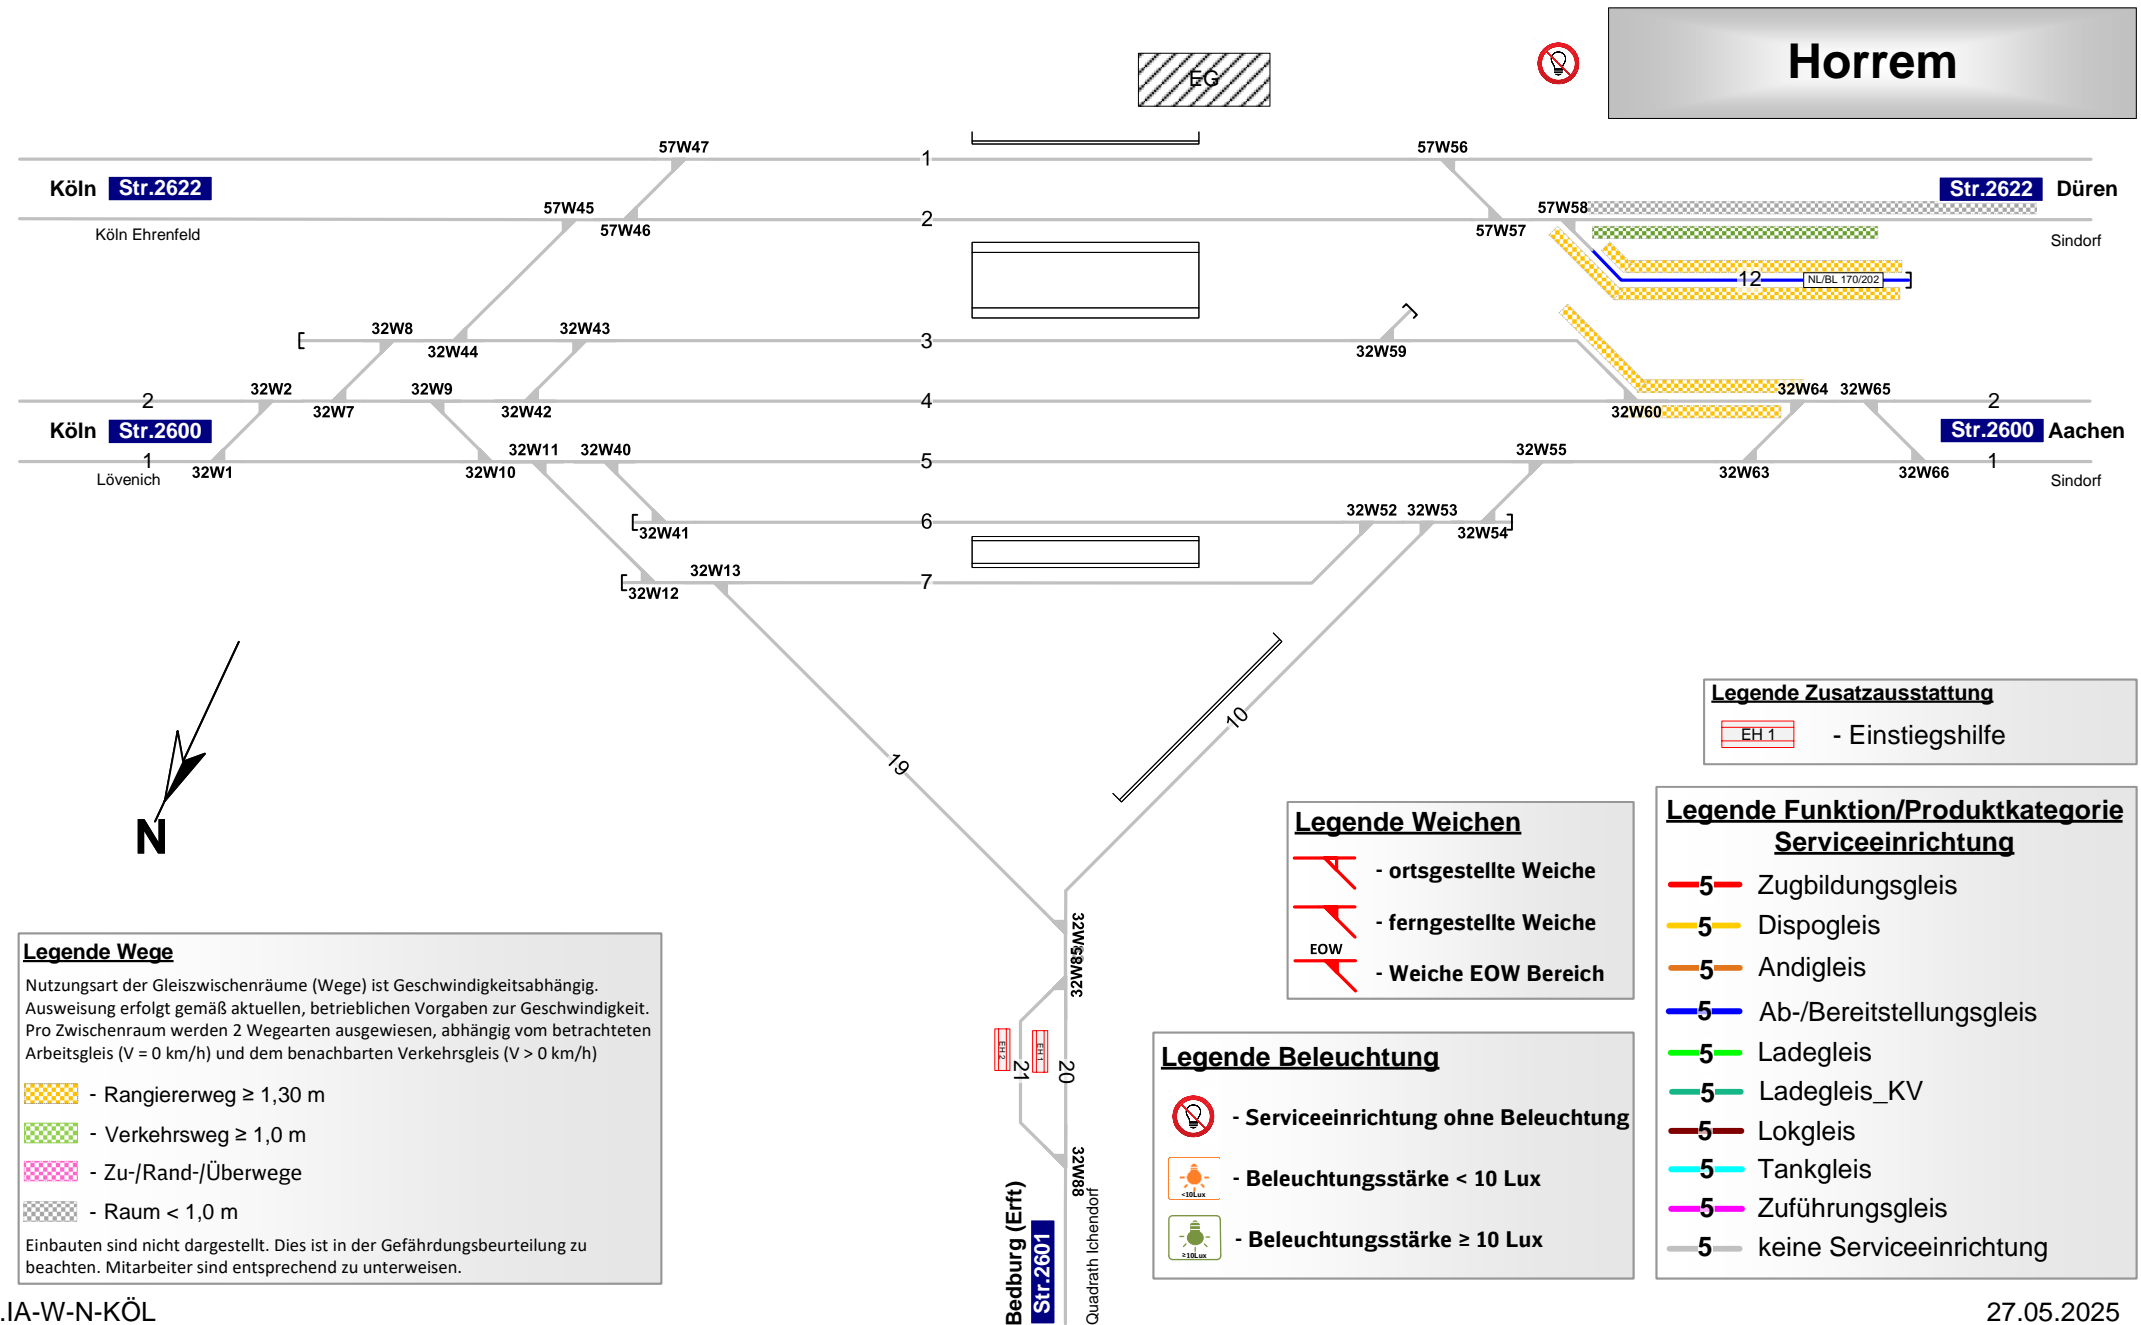 EG
Horrem
57W47
1
57W56
Köln Str.2622
Str.2622 Düren
57W45
57W58
2
57W46
57W57
Köln Ehrenfeld
Sindorf
12
NL/BL 170/202
32W8
32W43
3
32W44
32W59
32W2
32W9
32W64
32W65
2
32W7
32W42
4
32W60
2
Köln Str.2600
Str.2600 Aachen
32W11
32W40
32W55
1
32W1
32W10
5
32W63
32W66
1
Lövenich
Sindorf
32W52
32W53
6
32W41
32W54
32W13
7
32W12
10
19
N
32W85
32W88
EH 2
21
EH 1
20
Bedburg (Erft)
Str.2601
Quadrath Ichendorf
Legende Zusatzausstattung
EH 1 - Einstiegshilfe
Legende Weichen
- ortsgestellte Weiche
- ferngestellte Weiche
EOW
- Weiche EOW Bereich
Legende Funktion/Produktkategorie
Serviceeinrichtung
5 Zugbildungsgleis
5 Dispogleis
5 Andigleis
5 Ab-/Bereitstellungsgleis
5 Ladegleis
5 Ladegleis_KV
5 Lokgleis
5 Tankgleis
5 Zuführungsgleis
5 keine Serviceeinrichtung
Legende Beleuchtung
- Serviceeinrichtung ohne Beleuchtung
<10Lux
- Beleuchtungsstärke < 10 Lux
≥10Lux
- Beleuchtungsstärke ≥ 10 Lux
Legende Wege
Nutzungsart der Gleiszwischenräume (Wege) ist Geschwindigkeitsabhängig.
Ausweisung erfolgt gemäß aktuellen, betrieblichen Vorgaben zur Geschwindigkeit.
Pro Zwischenraum werden 2 Wegearten ausgewiesen, abhängig vom betrachteten
Arbeitsgleis (V = 0 km/h) und dem benachbarten Verkehrsgleis (V > 0 km/h)
- Rangiererweg ≥ 1,30 m
- Verkehrsweg ≥ 1,0 m
- Zu-/Rand-/Überwege
- Raum < 1,0 m
Einbauten sind nicht dargestellt. Dies ist in der Gefährdungsbeurteilung zu
beachten. Mitarbeiter sind entsprechend zu unterweisen.
.IA-W-N-KÖL
27.05.2025